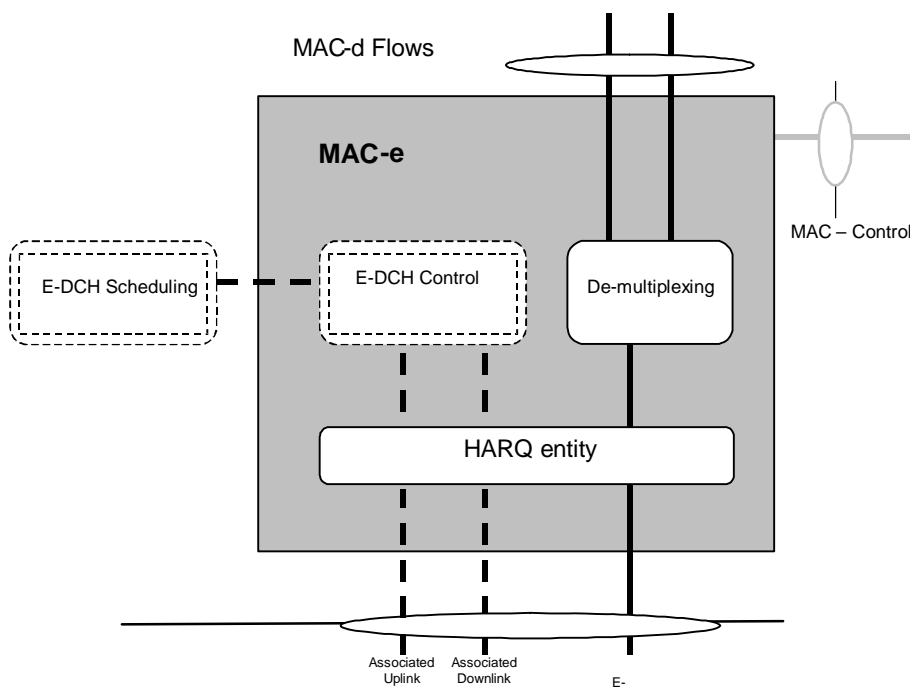 MAC-d Flows
MAC-e
MAC – Control
E-DCH Scheduling
E-DCH Control
De-multiplexing
HARQ entity
Associated
Uplink
Associated
Downlink
E-